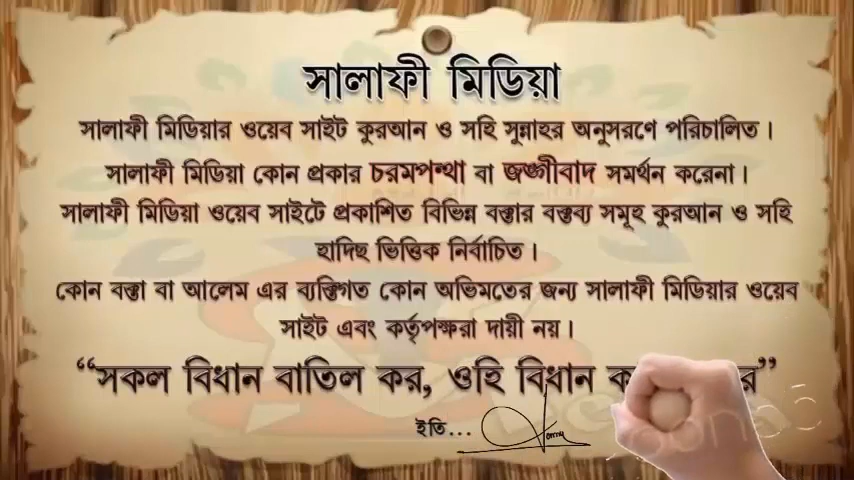 সালাফী মিডিয়া
সালাফী মিডিয়ার ওয়েব সাইট কুরআন ও সহি সুন্নাহর অনুসরণে পরিচালিত।
সালাফী মিডিয়া কোন প্রকার চরমপন্থা বা জঙ্গীবাদ সমর্থন করেনা।
সালাফী মিডিয়া ওয়েব সাইটে প্রকাশিত বিভিন্ন বক্তার বক্তব্য সমূহ কুরআন ও সহি
হাদিছ ভিত্তিক নির্বাচিত।
কোন বক্তা বা আলেম এর ব্যক্তিগত কোন অভিমতের জন্য সালাফী মিডিয়ার ওয়েব
সাইট এবং কর্তৃপক্ষরা দায়ী নয়।
“সকল বিধান বাতিল কর, ওহি বিধান
ইতি...